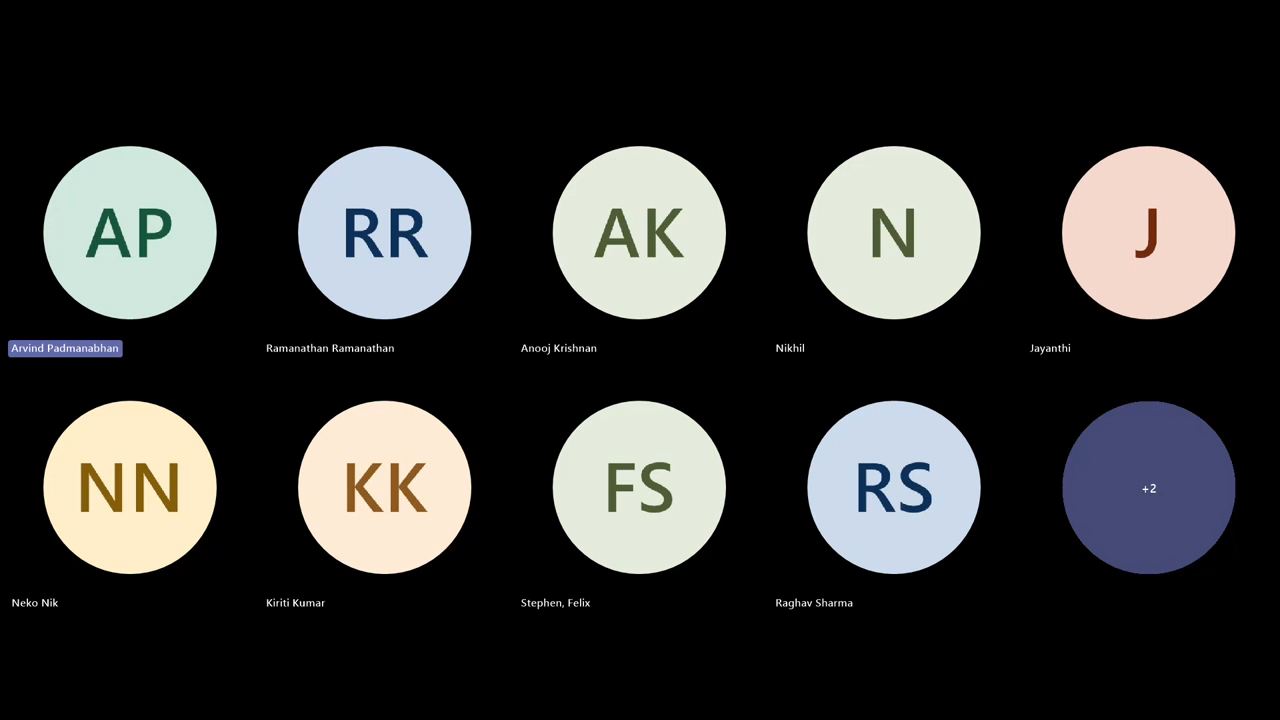 AP
RR
AK
N
J
Arvind Padmanabhan
Ramanathan Ramanathan
Anooj Krishnan
Nikhil
Jayanthi
NN
KK
FS
RS
+2
Neko Nik
Kiriti Kumar
Stephen, Felix
Raghav Sharma